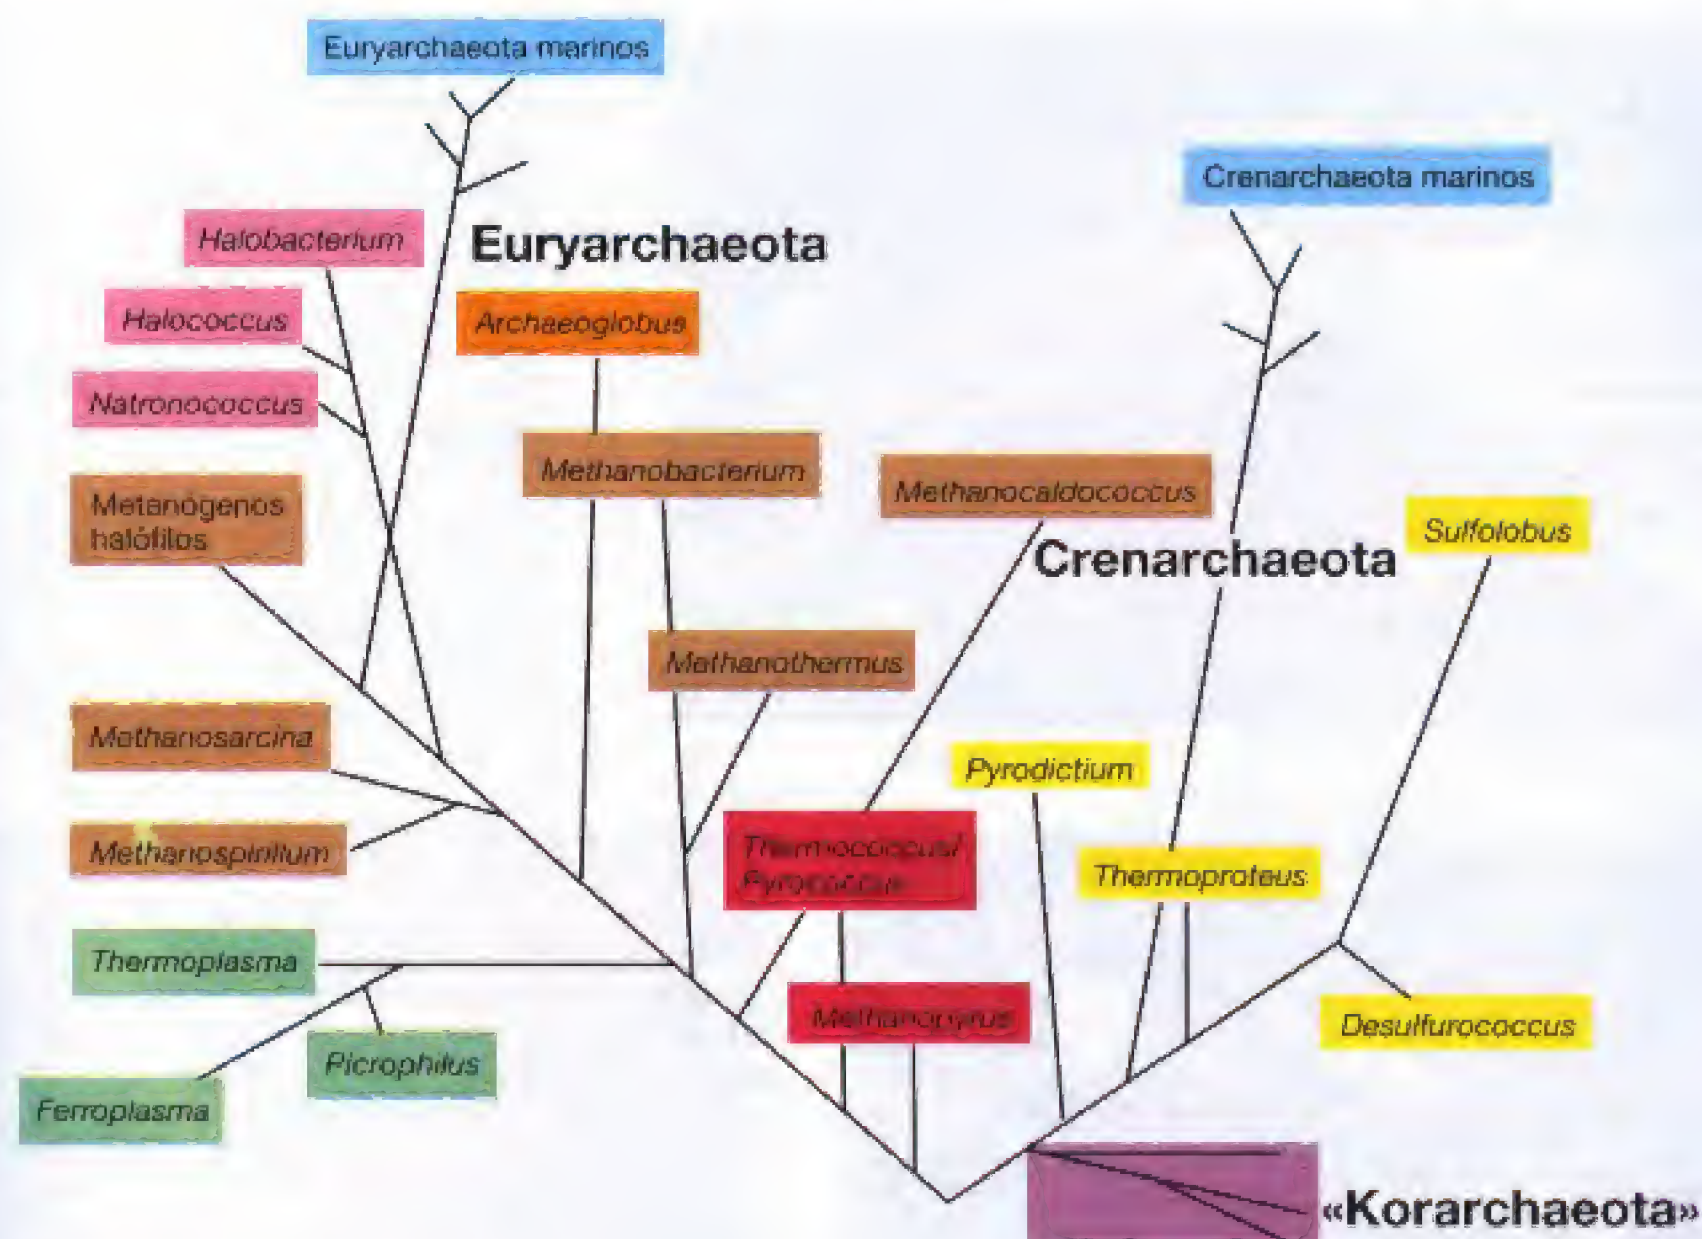 Euryarchaeota marinos
Crenarchaeota marinos
Halobacterium
Euryarchaeota
Halococcus
Archaeoglobus
Natronococcus
Methanobacterium
Methanocaldococcus
Metanógenos
halófilos
Sulfolobus
Crenarchaeota
Methanothermus
Methanosarcina
Pyrodictium
Methanospirillum
Thermococcus/
Pyrococcus
Thermoproteus
Thermoplasma
Methanopyrus
Desulfurococcus
Picrophilus
Ferroplasma
«Korarchaeota»